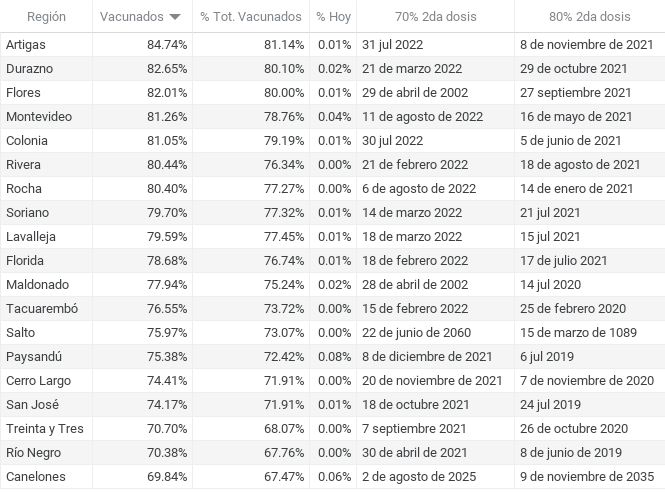 Región Vacunados % Tot. Vacunados % Hoy 70% 2da dosis 80% 2da dosis
Artigas 84.74% 81.14% 0.01% 31 jul 2022 8 de noviembre de 2021
Durazno 82.65% 80.10% 0.02% 21 de marzo 2022 29 de octubre 2021
Flores 82.01% 80.00% 0.01% 29 de abril de 2002 27 septiembre 2021
Montevideo 81.26% 78.76% 0.04% 11 de agosto de 2022 16 de mayo de 2021
Colonia 81.05% 79.19% 0.01% 30 jul 2022 5 de junio de 2021
Rivera 80.44% 76.34% 0.00% 21 de febrero 2022 18 de agosto de 2021
Rocha 80.40% 77.27% 0.00% 6 de agosto de 2022 14 de enero de 2021
Soriano 79.70% 77.32% 0.01% 14 de marzo 2022 21 jul 2021
Lavalleja 79.59% 77.45% 0.01% 18 de marzo 2022 15 jul 2021
Florida 78.68% 76.74% 0.01% 18 de febrero 2022 17 de julio 2021
Maldonado 77.94% 75.24% 0.02% 28 de abril de 2002 14 jul 2020
Tacuarembó 76.55% 73.72% 0.00% 15 de febrero 2022 25 de febrero 2020
Salto 75.97% 73.07% 0.00% 22 de junio de 2060 15 de marzo de 1089
Paysandú 75.38% 72.42% 0.08% 8 de diciembre de 2021 6 jul 2019
Cerro Largo 74.41% 71.91% 0.00% 20 de noviembre de 2021 7 de noviembre de 2020
San José 74.17% 71.91% 0.01% 18 de octubre 2021 24 jul 2019
Treinta y Tres 70.70% 68.07% 0.00% 7 septiembre 2021 26 de octubre 2020
Río Negro 70.38% 67.76% 0.00% 30 de abril de 2021 8 de junio de 2019
Canelones 69.84% 67.47% 0.06% 2 de agosto de 2025 9 de noviembre de 2035